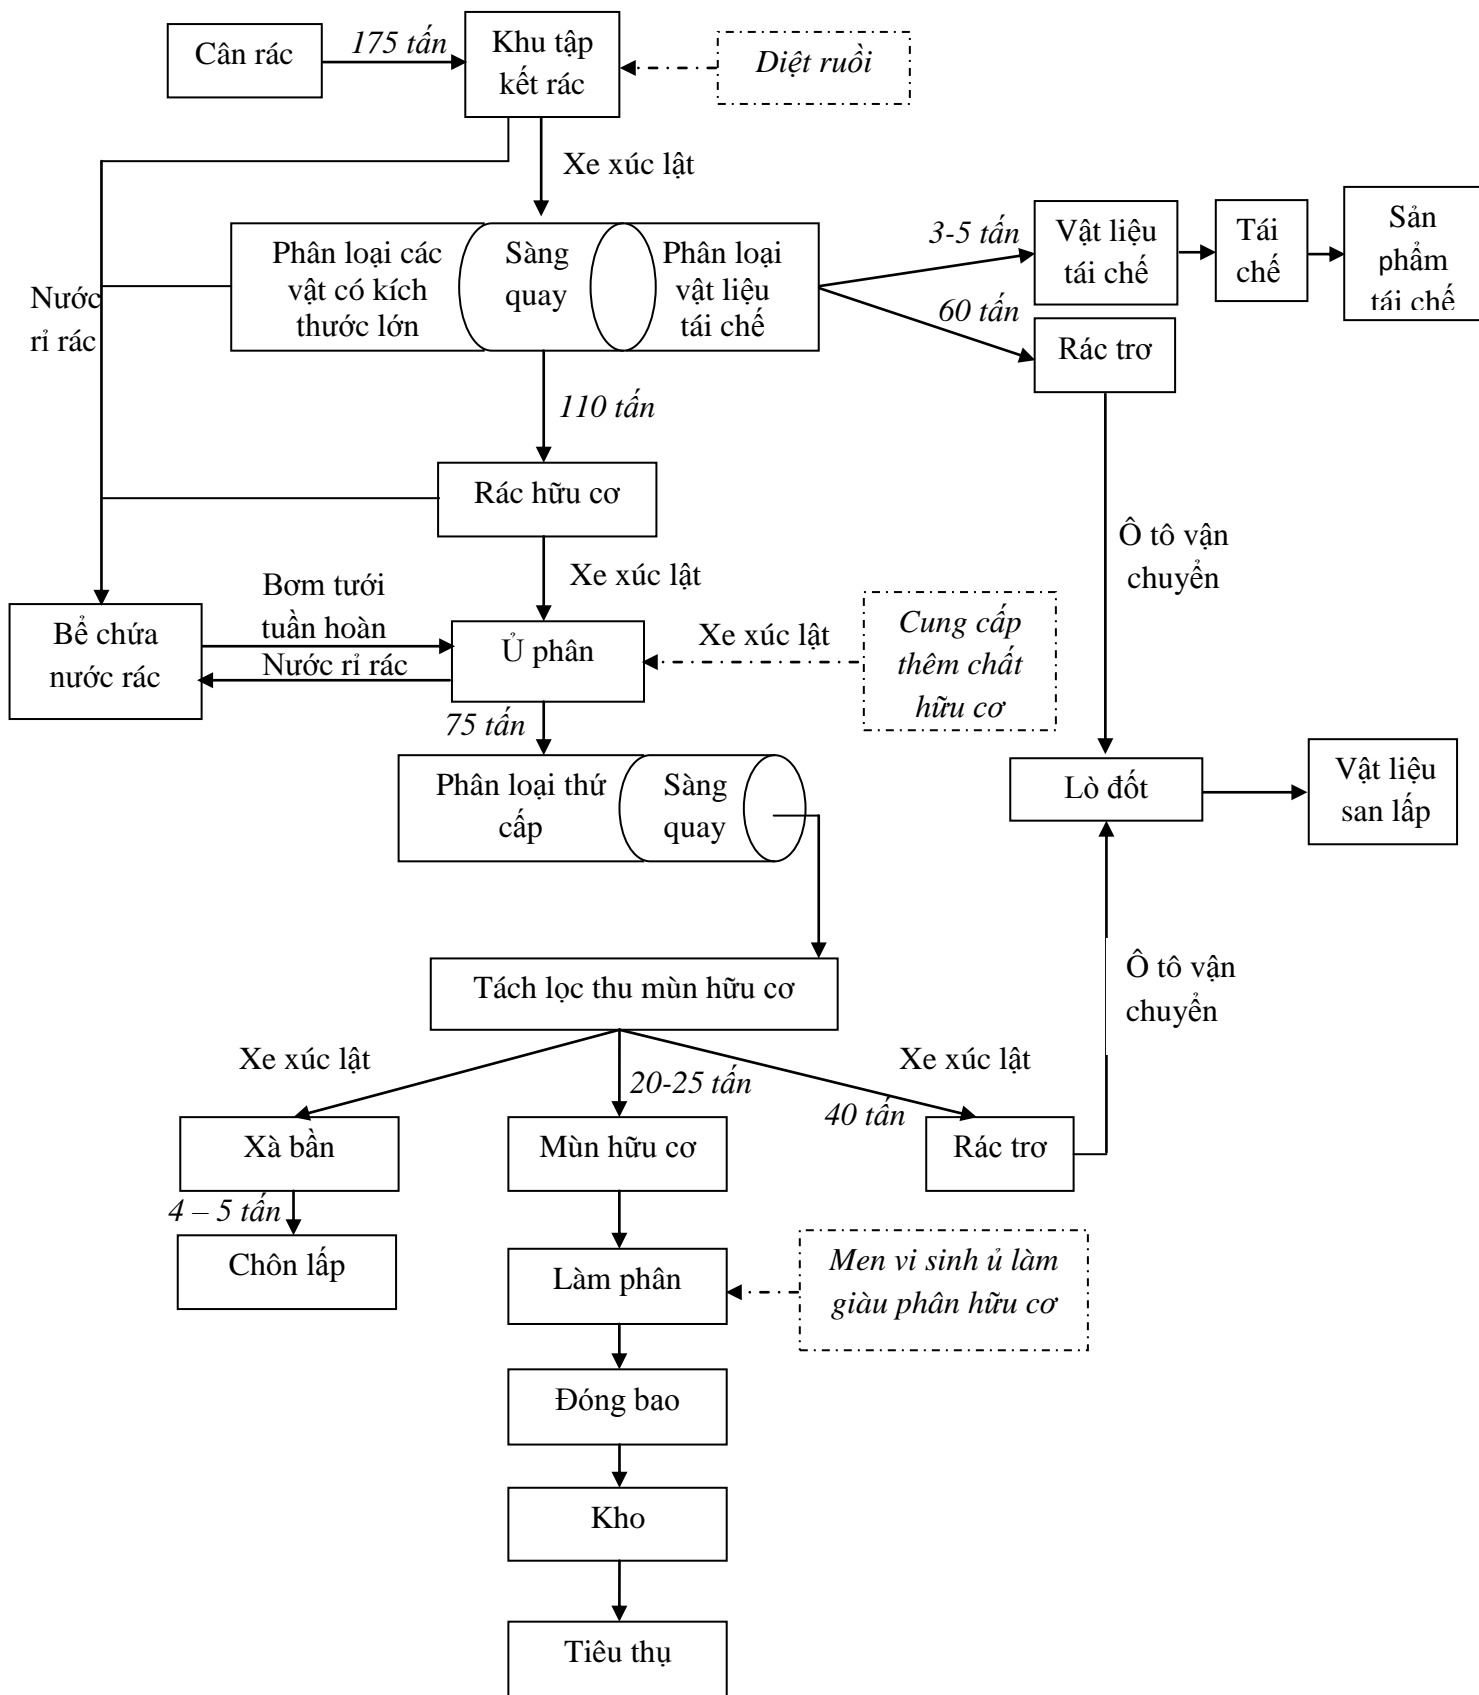 Cân rác
175 tấn
Khu tập
kết rác
Diệt ruồi
Xe xúc lật
Phân loại các
vật có kích
thước lớn
Sàng
quay
Phân loại
vật liệu
tái chế
3-5 tấn
Vật liệu
tái chế
Tái
chế
Sản
phẩm
tái chế
60 tấn
Rác trơ
Nước
rỉ rác
110 tấn
Rác hữu cơ
Ô tô vận
chuyển
Xe xúc lật
Bể chứa
nước rác
Bơm tưới
tuần hoàn
Nước rỉ rác
Ủ phân
Xe xúc lật
Cung cấp
thêm chất
hữu cơ
75 tấn
Phân loại thứ
cấp
Sàng
quay
Lò đốt
Vật liệu
san lấp
Tách lọc thu mùn hữu cơ
Ô tô vận
chuyển
Xe xúc lật
20-25 tấn
Xe xúc lật
40 tấn
Xà bần
Mùn hữu cơ
Rác trơ
4 – 5 tấn
Chôn lấp
Làm phân
Men vi sinh ủ làm
giàu phân hữu cơ
Đóng bao
Kho
Tiêu thụ